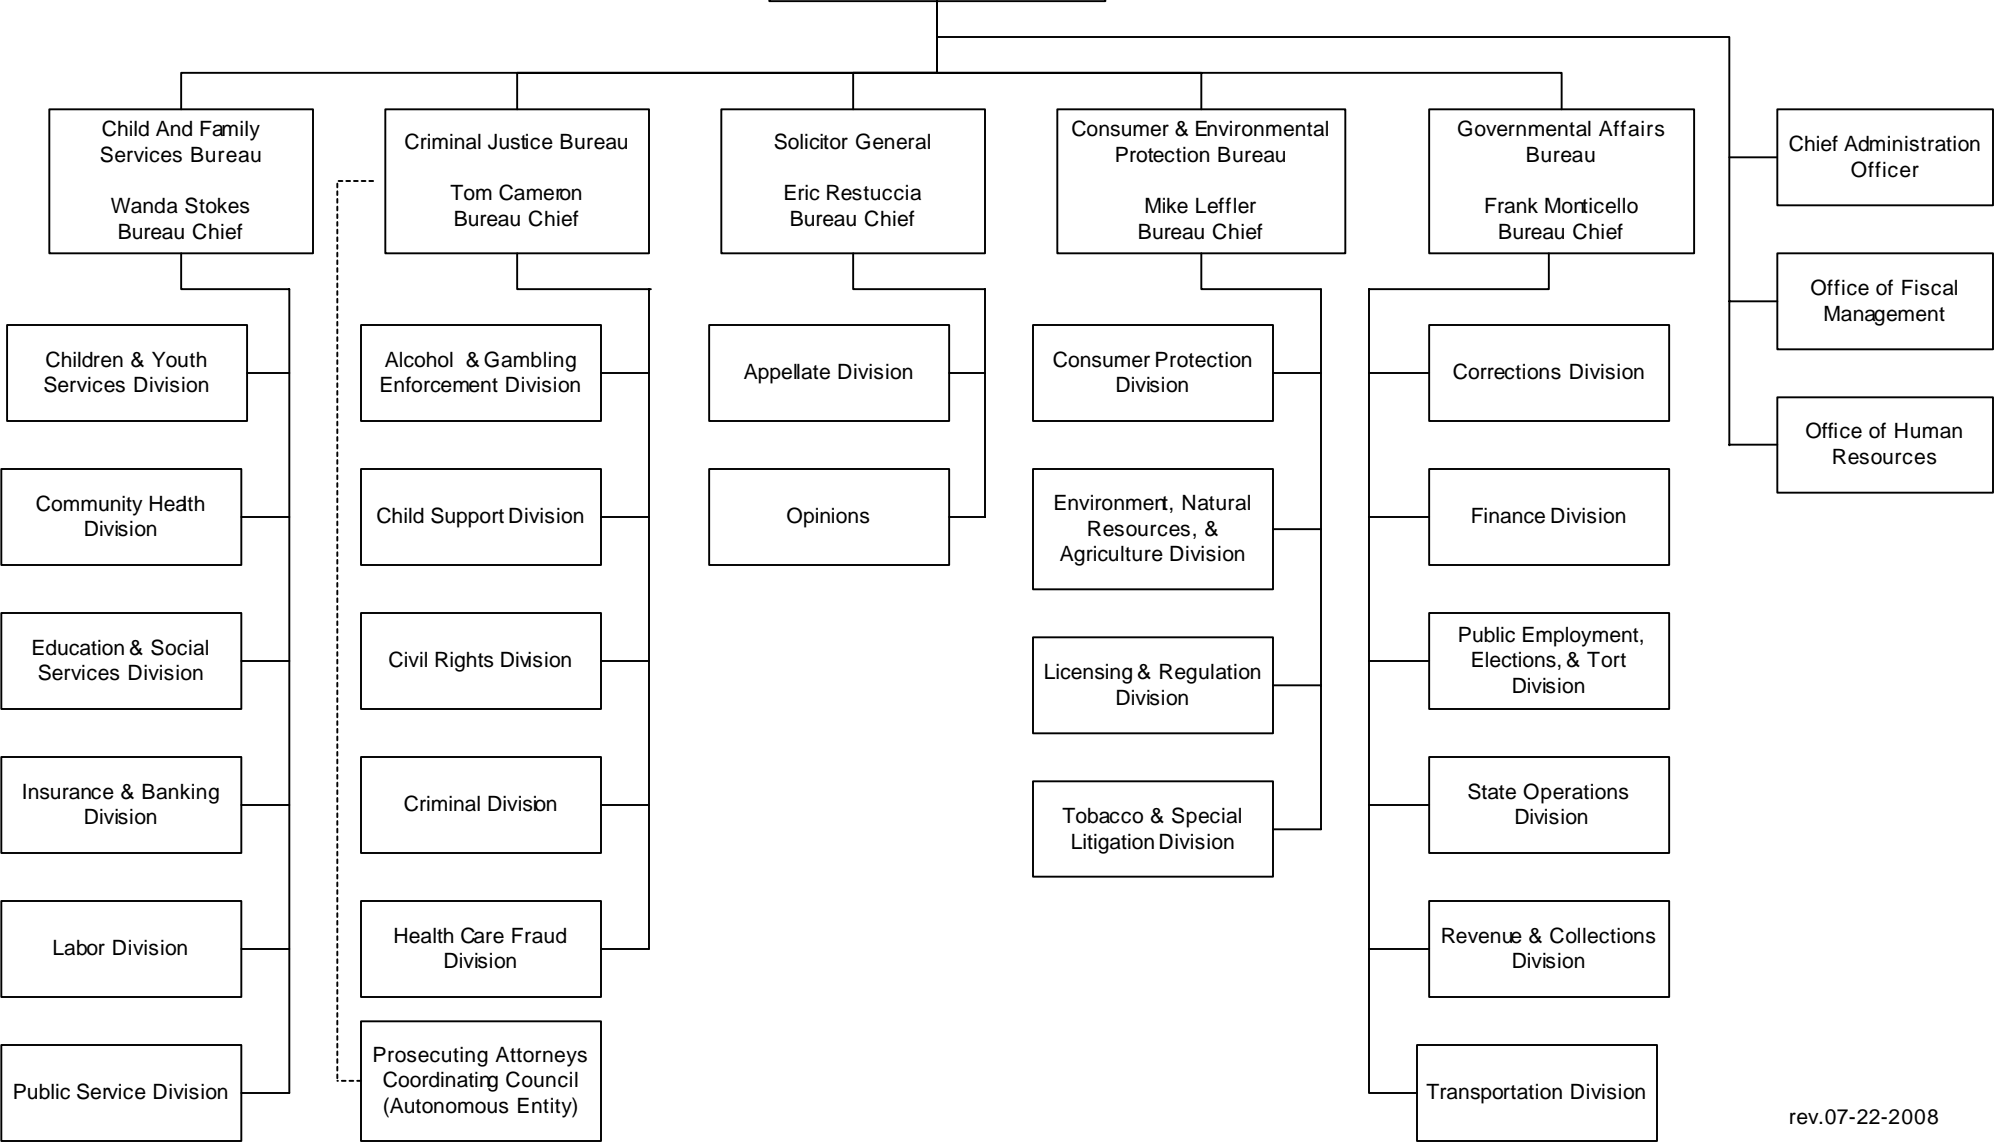 Child And Family
Services Bureau
Wanda Stokes
Bureau Chief
Criminal Justice Bureau
Tom Cameron
Bureau Chief
Solicitor General
Eric Restuccia
Bureau Chief
Consumer & Environmental
Protection Bureau
Mike Leffler
Bureau Chief
Governmental Affairs
Bureau
Frank Monticello
Bureau Chief
Chief Administration
Officer
Office of Fiscal
Management
Office of Human
Resources
Children & Youth
Services Division
Community Health
Division
Education & Social
Services Division
Insurance & Banking
Division
Labor Division
Public Service Division
Alcohol & Gambling
Enforcement Division
Child Support Division
Civil Rights Division
Criminal Division
Health Care Fraud
Division
Prosecuting Attorneys
Coordinating Council
(Autonomous Entity)
Appellate Division
Opinions
Consumer Protection
Division
Environment, Natural
Resources, &
Agriculture Division
Licensing & Regulation
Division
Tobacco & Special
Litigation Division
Corrections Division
Finance Division
Public Employment,
Elections, & Tort
Division
State Operations
Division
Revenue & Collections
Division
Transportation Division
rev.07-22-2008